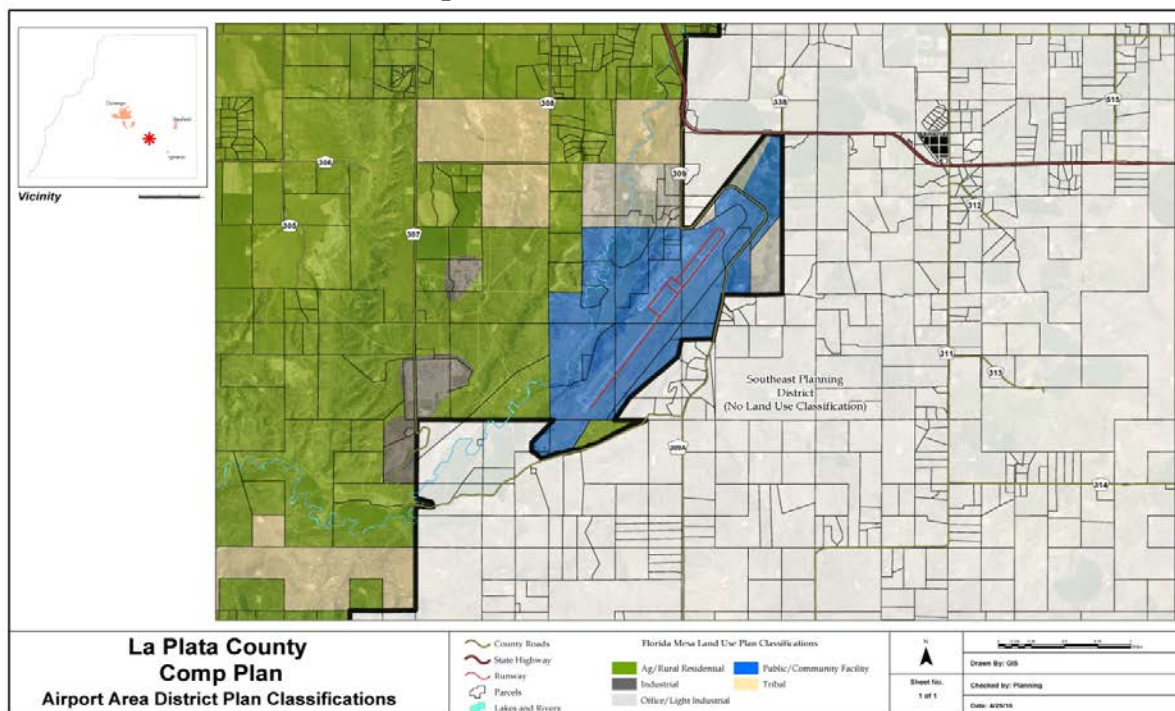 Durango
Bayfield
Ignacio
Vicinity
308
338
515
306
309
312
305
307
311
313
Southeast Planning
District
(No Land Use Classification)
309A
314
La Plata County
Comp Plan
Airport Area District Plan Classifications
County Roads
State Highway
Runway
Parcels
Lakes and Rivers
Florida Mesa Land Use Plan Classifications
Ag/Rural Residential
Public/Community Facility
Industrial
Tribal
Office/Light Industrial
N
Sheet No.
1 of 1
Drawn By: GIS
Checked by: Planning